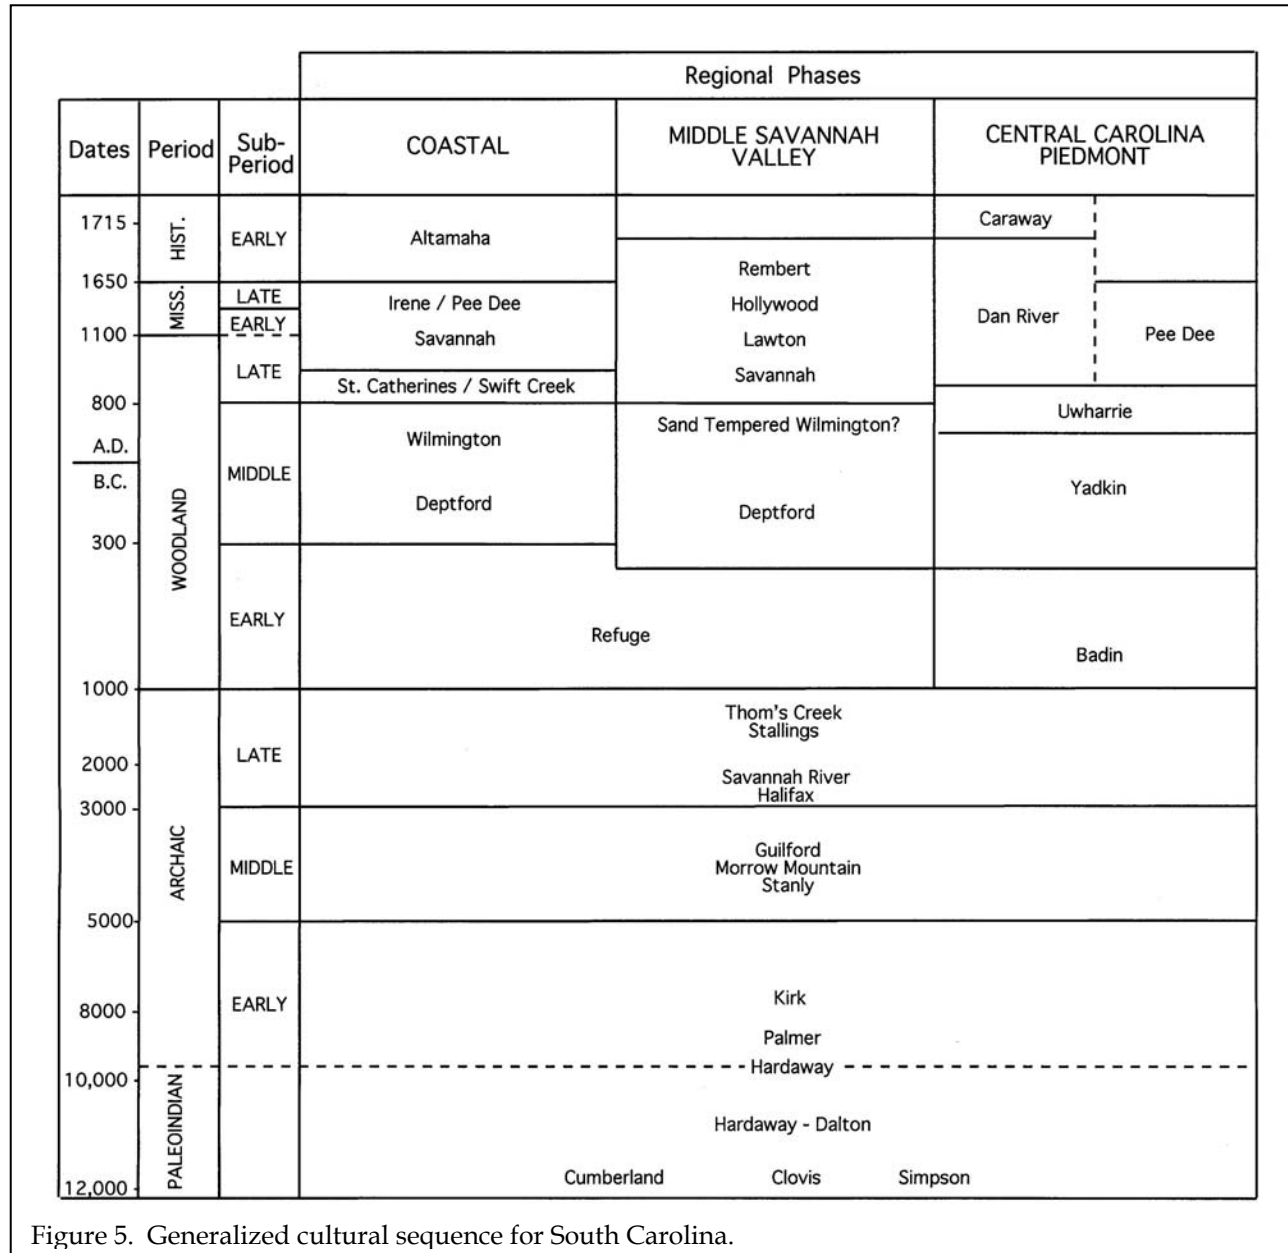 Regional Phases
Dates
Period
Sub-
Period
COASTAL
MIDDLE SAVANNAH
VALLEY
CENTRAL CAROLINA
PIEDMONT
1715
HIST.
EARLY
Altamaha
Caraway
1650
MISS.
LATE
EARLY
Irene / Pee Dee
Savannah
Rembert
Hollywood
Lawton
Savannah
Dan River
Pee Dee
1100
WOODLAND
LATE
St. Catherines / Swift Creek
800
A.D.
B.C.
MIDDLE
Wilmington
Deptford
Sand Tempered Wilmington?
Deptford
Uwharrie
Yadkin
300
EARLY
Refuge
Badin
1000
ARCHAIC
LATE
Thom's Creek
Stallings
2000
Savannah River
Halifax
3000
MIDDLE
Guilford
Morrow Mountain
Stanly
5000
EARLY
8000
Kirk
Palmer
Hardaway
10,000
PALEOINDIAN
Hardaway - Dalton
Cumberland
Clovis
Simpson
12,000
Figure 5. Generalized cultural sequence for South Carolina.